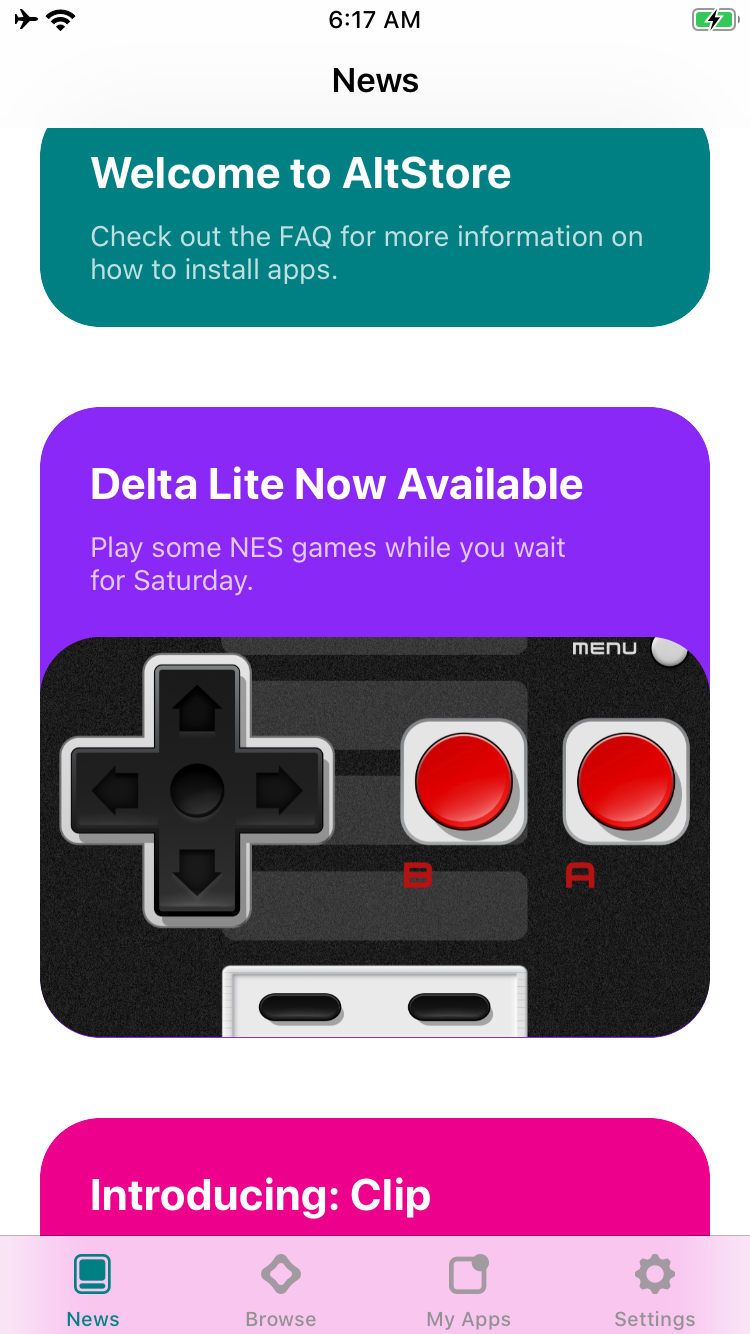 6:17 AM
News
Welcome to AltStore
Check out the FAQ for more information on
how to install apps.
Delta Lite Now Available
Play some NES games while you wait
for Saturday.
MENU
B
A
Introducing: Clip
News
Browse
My Apps
Settings